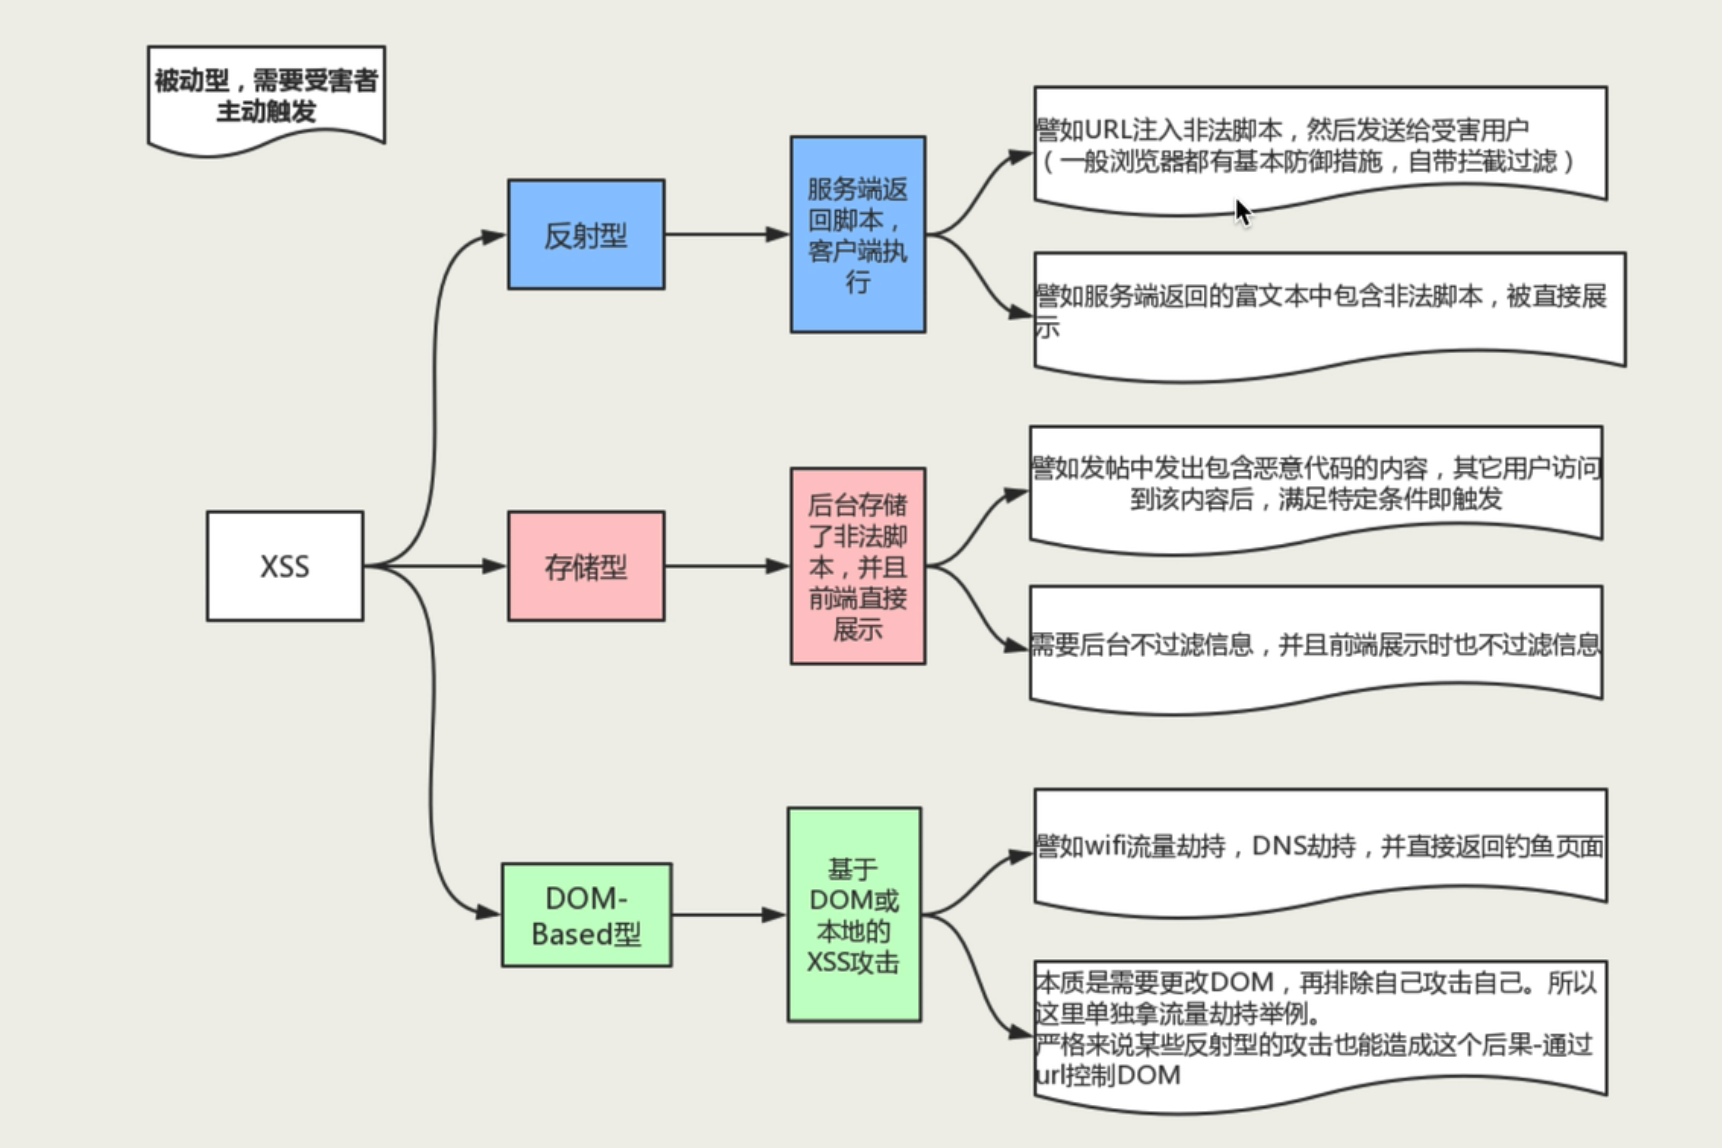 被动型，需要受害者
主动触发
XSS
反射型
服务端返
回脚本，
客户端执
行
譬如URL注入非法脚本，然后发送给受害用户
（一般浏览器都有基本防御措施，自带拦截过滤）
譬如服务端返回的富文本中包含非法脚本，被直接展
示
存储型
后台存储
了非法脚
本，并且
前端直接
展示
譬如发帖中发出包含恶意代码的内容，其它用户访问
到该内容后，满足特定条件即触发
需要后台不过滤信息，并且前端展示时也不过滤信息
DOM-
Based型
基于
DOM或
本地的
XSS攻击
譬如wifi流量劫持，DNS劫持，并直接返回钓鱼页面
本质是需要更改DOM，再排除自己攻击自己。所以
这里单独拿流量劫持举例。
严格来说某些反射型的攻击也能造成这个后果-通过
url控制DOM